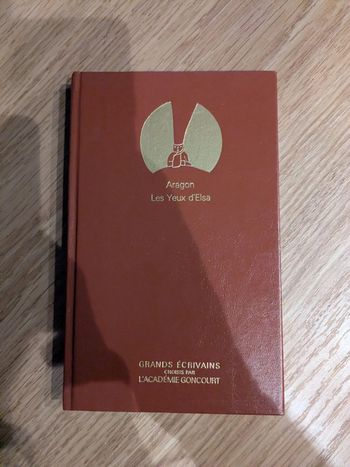 Aragon
Les Yeux d'Elsa
GRANDS ÉCRIVAINS
CHOISIS PAR
L'ACADÉMIE GONCOURT